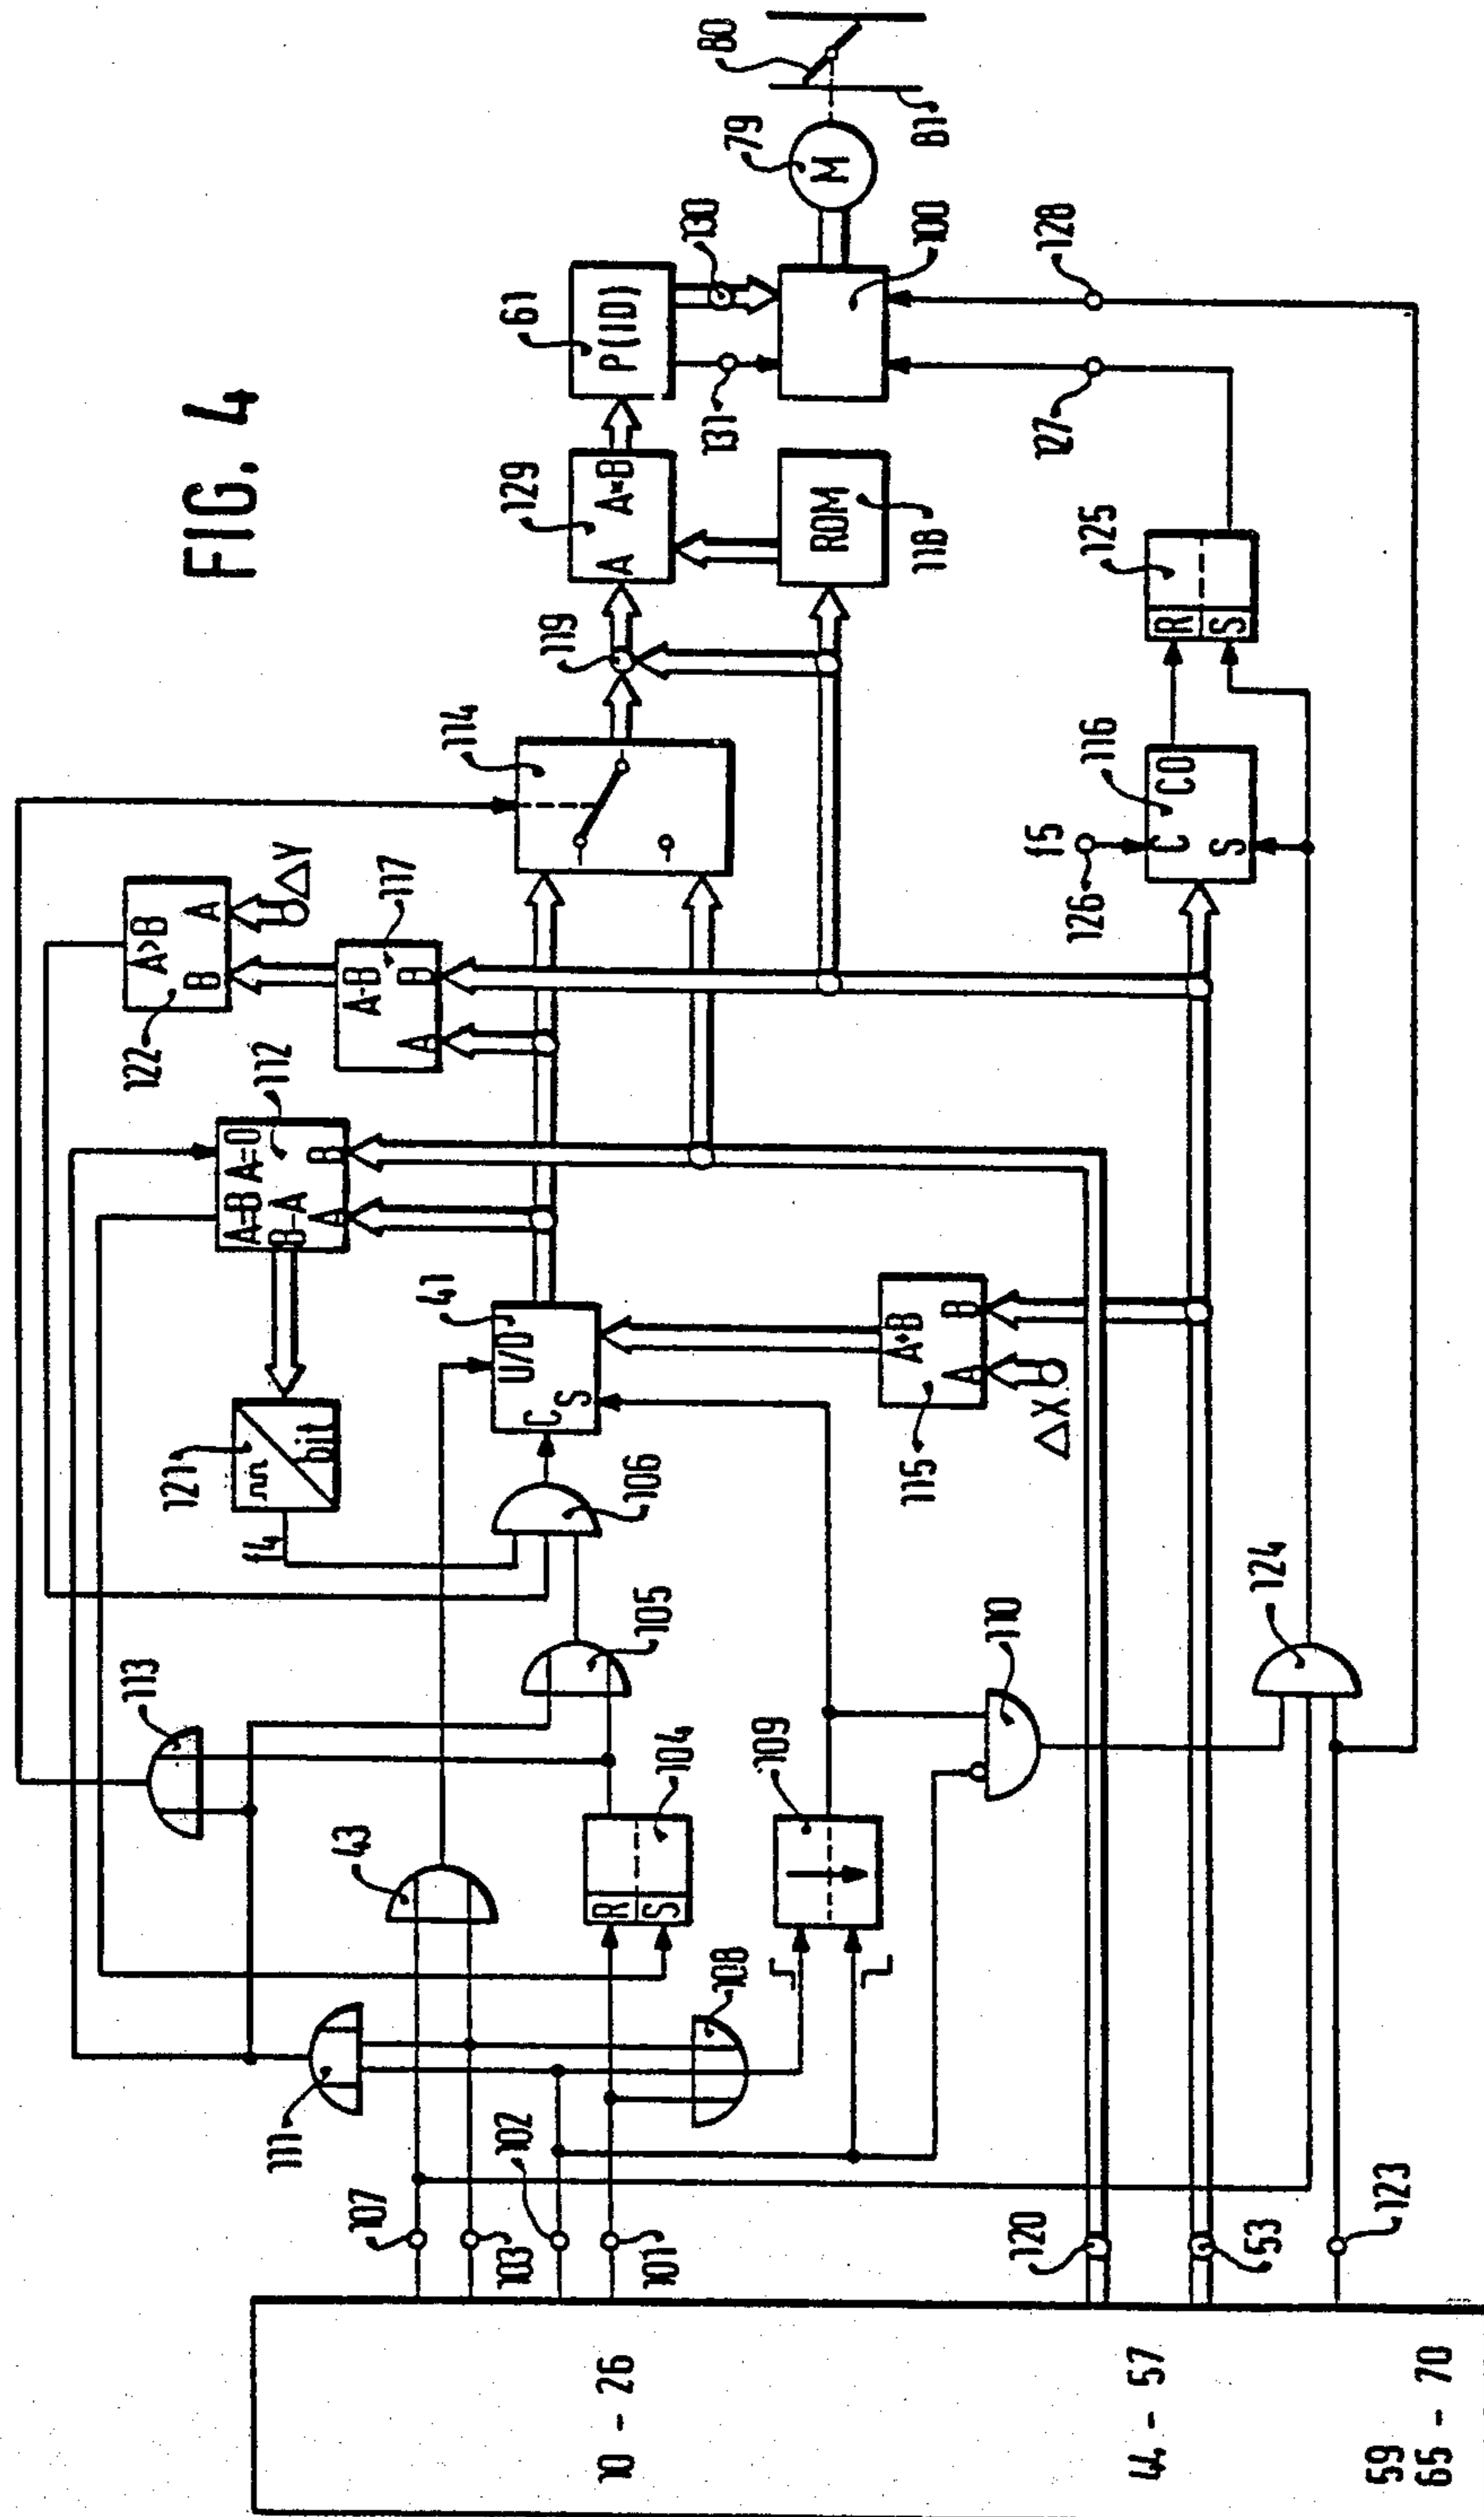 FIG. 4
10 - 26
44 - 57
59
65 - 70
107
103
102
101
120
53
123
111
43
113
R
S
104
108
109
105
110
124
106
f4
121
bit
C
U/D
S
41
A=B
A=0
B-A
A
B
112
A>B
B
A
122
ΔY
A-B
A
B
117
A+B
A
B
115
ΔX
114
119
A
A*B
129
ROM
118
P(ID)
61
130
131
100
M
79
80
81
f5
126
C
CO
S
116
R
S
125
127
128